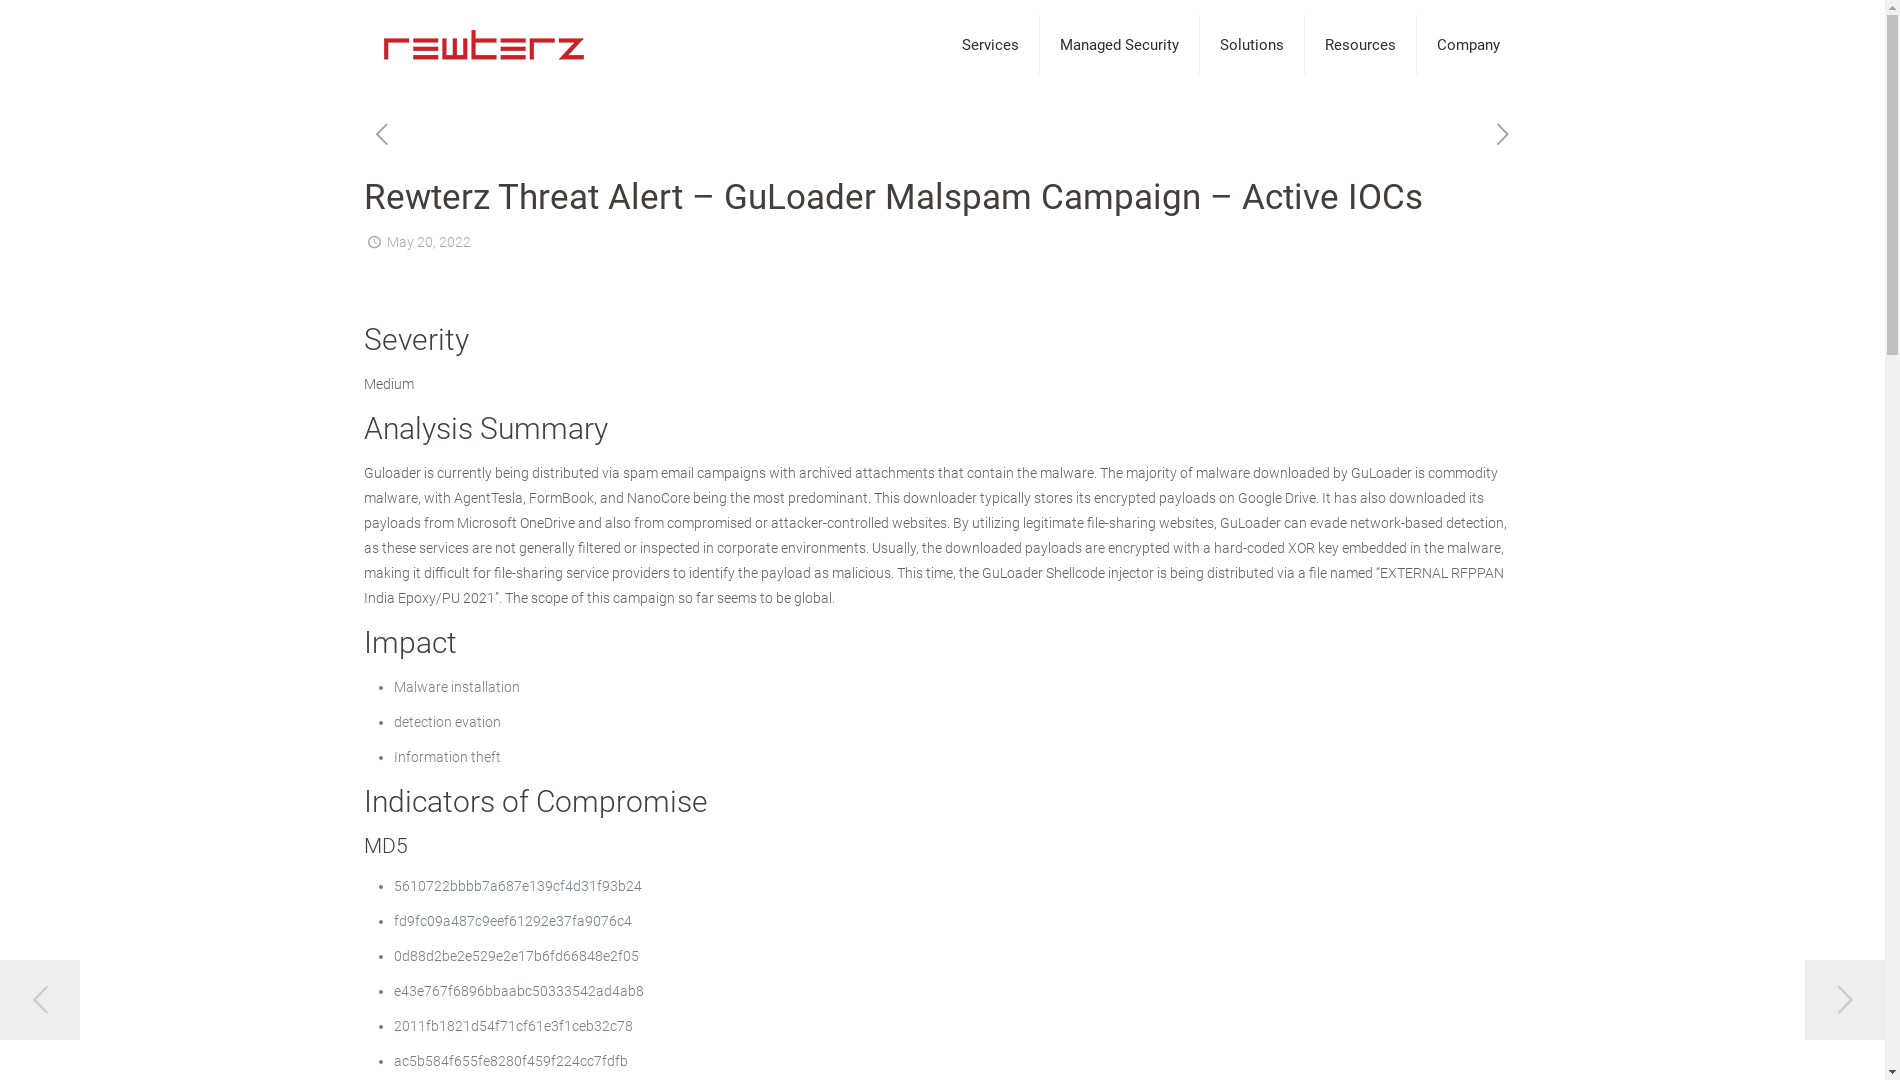 rewterz
Services
Managed Security
Solutions
Resources
Company
Rewterz Threat Alert – GuLoader Malspam Campaign – Active IOCs
May 20, 2022
Severity
Medium
Analysis Summary
Guloader is currently being distributed via spam email campaigns with archived attachments that contain the malware. The majority of malware downloaded by GuLoader is commodity
malware, with AgentTesla, FormBook, and NanoCore being the most predominant. This downloader typically stores its encrypted payloads on Google Drive. It has also downloaded its
payloads from Microsoft OneDrive and also from compromised or attacker-controlled websites. By utilizing legitimate file-sharing websites, GuLoader can evade network-based detection,
as these services are not generally filtered or inspected in corporate environments. Usually, the downloaded payloads are encrypted with a hard-coded XOR key embedded in the malware,
making it difficult for file-sharing service providers to identify the payload as malicious. This time, the GuLoader Shellcode injector is being distributed via a file named “EXTERNAL RFPPAN
India Epoxy/PU 2021”. The scope of this campaign so far seems to be global.
Impact
Malware installation
detection evation
Information theft
Indicators of Compromise
MD5
5610722bbbb7a687e139cf4d31f93b24
fd9fc09a487c9eef61292e37fa9076c4
0d88d2be2e529e2e17b6fd66848e2f05
e43e767f6896bbaabc50333542ad4ab8
2011fb1821d54f71cf61e3f1ceb32c78
ac5b584f655fe8280f459f224cc7fdfb